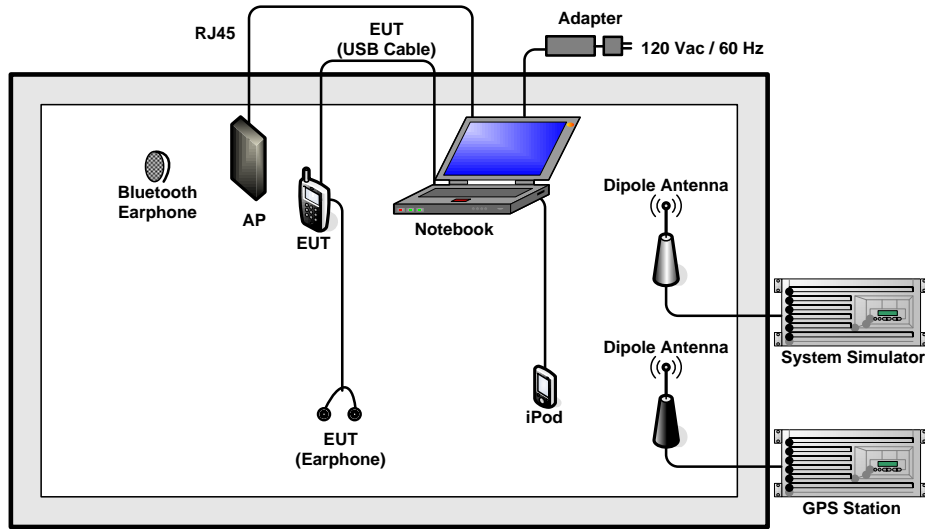 RJ45
EUT
(USB Cable)
Adapter
120 Vac / 60 Hz
Bluetooth
Earphone
AP
EUT
Notebook
Dipole Antenna
System Simulator
Dipole Antenna
iPod
EUT
(Earphone)
GPS Station